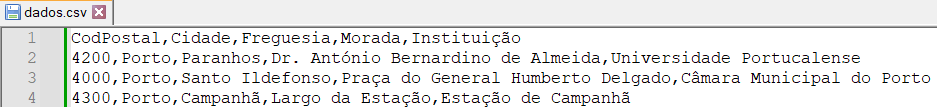 dados.csv
1 CodPostal,Cidade,Freguesia,Morada,Instituição
2 4200,Porto,Paranhos,Dr. António Bernardino de Almeida,Universidade Portucalense
3 4000,Porto,Santo Ildefonso,Praça do General Humberto Delgado,Câmara Municipal do Porto
4 4300,Porto,Campanhã,Largo da Estação,Estação de Campanhã